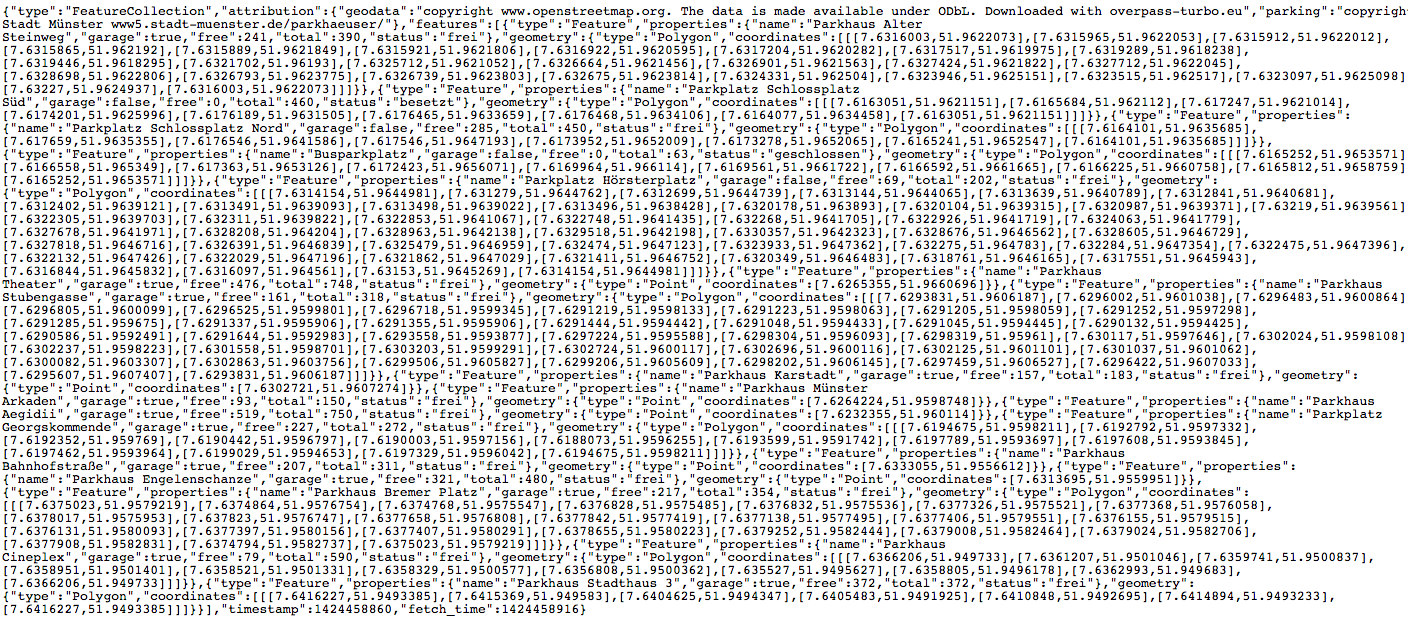 {"type":"FeatureCollection","attribution":{"geodata":"copyright www.openstreetmap.org. The data is made available under ODbL. Downloaded with overpass-turbo.eu","parking":"copyright
Stadt Münster www5.stadt-muenster.de/parkhaeuser/"},"features":[{"type":"Feature","properties":{"name":"Parkhaus Alter
Steinweg","garage":true,"free":241,"total":390,"status":"frei"},"geometry":{"type":"Polygon","coordinates":[[[7.6316003,51.9622073],[7.6315965,51.9622053],[7.6315912,51.9622012],
[7.6315865,51.962192],[7.6315889,51.9621849],[7.6315921,51.9621806],[7.6316922,51.9620595],[7.6317204,51.9620282],[7.6317517,51.9619975],[7.6319289,51.9618238],
[7.6319446,51.9618295],[7.6321702,51.96193],[7.6325712,51.9621052],[7.6326664,51.9621456],[7.6326901,51.9621563],[7.6327424,51.9621822],[7.6327712,51.9622045],
[7.6328698,51.9622806],[7.6326793,51.9623775],[7.6326739,51.9623803],[7.632675,51.9623814],[7.6324331,51.962504],[7.6323946,51.9625151],[7.6323515,51.962517],[7.6323097,51.9625098]
[7.63227,51.9624937],[7.6316003,51.9622073]]]}},{"type":"Feature","properties":{"name":"Parkplatz Schlossplatz
Süd","garage":false,"free":0,"total":460,"status":"besetzt"},"geometry":{"type":"Polygon","coordinates":[[[7.6163051,51.9621151],[7.6165684,51.962112],[7.617247,51.9621014],
[7.6174201,51.9625996],[7.6176189,51.9631505],[7.6176465,51.9633659],[7.6176468,51.9634106],[7.6164077,51.9634458],[7.6163051,51.9621151]]]}},{"type":"Feature","properties":
{"name":"Parkplatz Schlossplatz Nord","garage":false,"free":285,"total":450,"status":"frei"},"geometry":{"type":"Polygon","coordinates":[[[7.6164101,51.9635685],
[7.617659,51.9635355],[7.6176546,51.9641586],[7.617546,51.9647193],[7.6173952,51.9652009],[7.6173278,51.9652065],[7.6165241,51.9652547],[7.6164101,51.9635685]]]}},
{"type":"Feature","properties":{"name":"Busparkplatz","garage":false,"free":0,"total":63,"status":"geschlossen"},"geometry":{"type":"Polygon","coordinates":[[[7.6165252,51.9653571]
[7.6166558,51.965349],[7.617363,51.9653126],[7.6172423,51.9656071],[7.6169964,51.966114],[7.6169561,51.9661722],[7.6166592,51.9661665],[7.6166225,51.9660758],[7.6165812,51.9658759]
[7.6165252,51.9653571]]]}},{"type":"Feature","properties":{"name":"Parkplatz Hörsterplatz","garage":false,"free":69,"total":202,"status":"frei"},"geometry":
{"type":"Polygon","coordinates":[[[7.6314154,51.9644981],[7.631279,51.9644762],[7.6312699,51.9644739],[7.613144,51.9644065],[7.6313639,51.9640789],[7.6312841,51.9640681],
[7.6312402,51.9639121],[7.6313491,51.9639093],[7.6313498,51.9639022],[7.6313496,51.9638428],[7.6320178,51.963893],[7.6320104,51.9639315],[7.6320987,51.9639371],[7.63219,51.9639561]
[7.6322305,51.9639703],[7.632311,51.9639822],[7.6322853,51.9641067],[7.6322748,51.9641435],[7.632268,51.9641705],[7.6322926,51.9641719],[7.6324063,51.9641779],
[7.6327678,51.9641971],[7.6328208,51.964204],[7.6328963,51.9642138],[7.6329518,51.9642198],[7.6330357,51.9642323],[7.6328676,51.9646562],[7.6328605,51.9646729],
[7.6327818,51.9646716],[7.6326391,51.9646839],[7.6325479,51.9646959],[7.632474,51.9647123],[7.6323933,51.9647362],[7.632275,51.964783],[7.632284,51.9647354],[7.6322475,51.9647396],
[7.6322132,51.9647426],[7.6322029,51.9647196],[7.6321862,51.9647029],[7.6321411,51.9646752],[7.6320349,51.9646483],[7.6318761,51.9646165],[7.6317551,51.9645943],
[7.6316844,51.9645832],[7.6316097,51.964561],[7.63153,51.9645269],[7.6314154,51.9644981]]]}},{"type":"Feature","properties":{"name":"Parkhaus
Theater","garage":true,"free":476,"total":748,"status":"frei"},"geometry":{"type":"Point","coordinates":[7.6265355,51.9660696]}},{"type":"Feature","properties":{"name":"Parkhaus
Stubengasse","garage":true,"free":161,"total":318,"status":"frei"},"geometry":{"type":"Polygon","coordinates":[[[7.6293831,51.9606187],[7.6296002,51.9601038],[7.6296483,51.9600864]
[7.6296805,51.9600099],[7.6296525,51.9599801],[7.6296718,51.9599345],[7.6291219,51.9598133],[7.6291223,51.9598063],[7.6291205,51.9598059],[7.6291252,51.9597298],
[7.6291285,51.959675],[7.6291337,51.9595906],[7.6291355,51.9595906],[7.6291444,51.9594442],[7.6291048,51.9594433],[7.6291045,51.9594445],[7.6290132,51.9594425],
[7.6290586,51.9592491],[7.6291644,51.9592983],[7.6293558,51.9593877],[7.6297224,51.9595588],[7.6298304,51.9596093],[7.6298319,51.95961],[7.630117,51.9597646],[7.6302024,51.9598108]
[7.6302237,51.9598223],[7.6301558,51.9598701],[7.6303203,51.9599291],[7.6302724,51.9600117],[7.6302696,51.9600116],[7.6302125,51.9601101],[7.6301037,51.9601062],
[7.6300082,51.9603307],[7.6302863,51.9603756],[7.6299506,51.9605827],[7.6299206,51.9605609],[7.6298202,51.9606145],[7.6297459,51.9606527],[7.6296422,51.9607033],
[7.6295607,51.9607407],[7.6293831,51.9606187]]]}},{"type":"Feature","properties":{"name":"Parkhaus Karstadt","garage":true,"free":157,"total":183,"status":"frei"},"geometry":
{"type":"Point","coordinates":[7.6302721,51.9607274]}},{"type":"Feature","properties":{"name":"Parkhaus Münster
Arkaden","garage":true,"free":93,"total":150,"status":"frei"},"geometry":{"type":"Point","coordinates":[7.6264224,51.9598748]}},{"type":"Feature","properties":{"name":"Parkhaus
Aegidii","garage":true,"free":519,"total":750,"status":"frei"},"geometry":{"type":"Point","coordinates":[7.6232355,51.960114]}},{"type":"Feature","properties":{"name":"Parkplatz
Georgskommende","garage":true,"free":227,"total":272,"status":"frei"},"geometry":{"type":"Polygon","coordinates":[[[7.6194675,51.9598211],[7.6192792,51.9597332],
[7.6192352,51.959769],[7.6190442,51.9596797],[7.6190003,51.9597156],[7.6188073,51.9596255],[7.6193599,51.9591742],[7.6197789,51.9593697],[7.6197608,51.9593845],
[7.6197462,51.9593964],[7.6199029,51.9594653],[7.6197329,51.9596042],[7.6194675,51.9598211]]]}},{"type":"Feature","properties":{"name":"Parkhaus
Bahnhofstraße","garage":true,"free":207,"total":311,"status":"frei"},"geometry":{"type":"Point","coordinates":[7.6333055,51.9556612]}},{"type":"Feature","properties":
{"name":"Parkhaus Engelenschanze","garage":true,"free":321,"total":480,"status":"frei"},"geometry":{"type":"Point","coordinates":[7.6313695,51.9559951]}},
{"type":"Feature","properties":{"name":"Parkhaus Bremer Platz","garage":true,"free":217,"total":354,"status":"frei"},"geometry":{"type":"Polygon","coordinates":
[[[7.6375023,51.9579219],[7.6374864,51.9576754],[7.6374768,51.9575547],[7.6376828,51.9575485],[7.6376832,51.9575536],[7.6377326,51.9575521],[7.6377368,51.9576058],
[7.6378017,51.9575953],[7.637823,51.9576747],[7.6377658,51.9576808],[7.6377842,51.9577419],[7.6377138,51.9577495],[7.6377406,51.9579551],[7.6376155,51.9579515],
[7.6376131,51.9580093],[7.6377397,51.9580156],[7.6377407,51.9580291],[7.6378655,51.9580223],[7.6379252,51.9582444],[7.6379008,51.9582464],[7.6379024,51.9582706],
[7.6377908,51.9582831],[7.6374794,51.9582737],[7.6375023,51.9579219]]]}},{"type":"Feature","properties":{"name":"Parkhaus
Cineplex","garage":true,"free":79,"total":590,"status":"frei"},"geometry":{"type":"Polygon","coordinates":[[[7.6366206,51.949733],[7.6361207,51.9501046],[7.6359741,51.9500837],
[7.6358951,51.9501401],[7.6358521,51.9501331],[7.6358329,51.9500577],[7.6356808,51.9500362],[7.635527,51.9495627],[7.6358805,51.9496178],[7.6362993,51.949683],
[7.6366206,51.949733]]]}},{"type":"Feature","properties":{"name":"Parkhaus Stadthaus 3","garage":true,"free":372,"total":372,"status":"frei"},"geometry":
{"type":"Polygon","coordinates":[[[7.6416227,51.9493385],[7.6415369,51.949583],[7.6404625,51.9494347],[7.6405483,51.9491925],[7.6410848,51.9492695],[7.6414894,51.9493233],
[7.6416227,51.9493385]]]}}],"timestamp":1424458860,"fetch_time":1424458916}